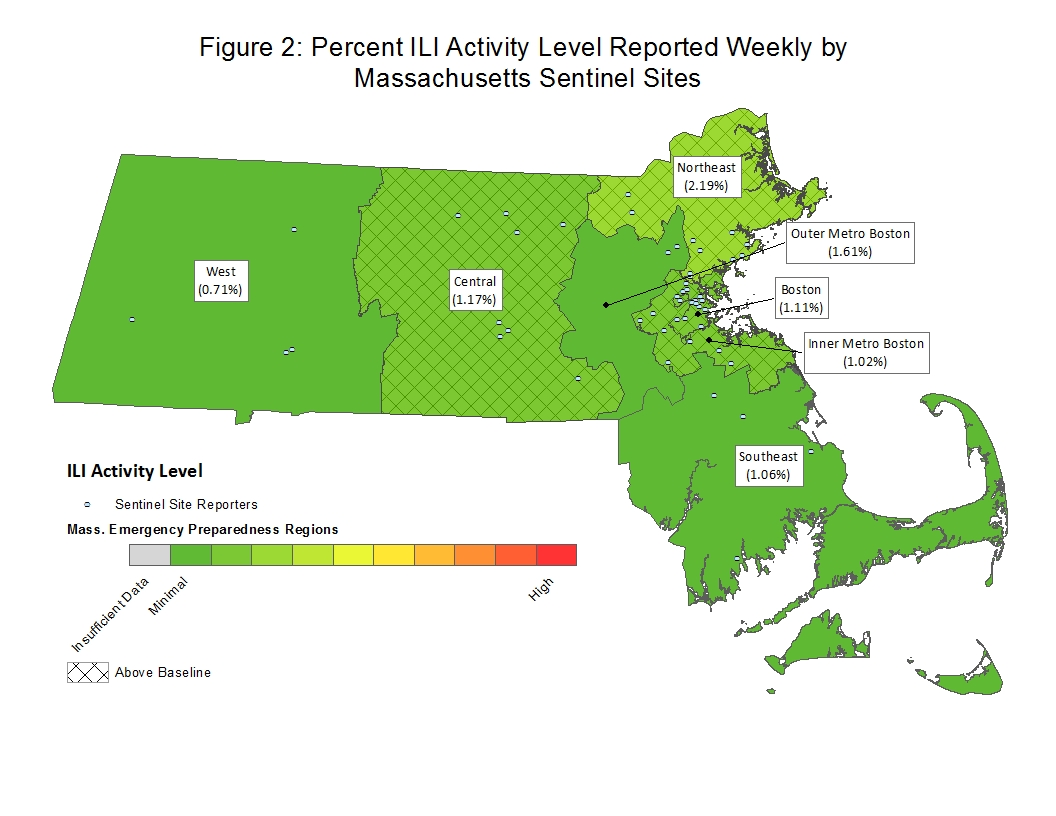 Figure 2: Percent ILI Activity Level Reported Weekly by
Massachusetts Sentinel Sites
Northeast
(2.19%)
Outer Metro Boston
(1.61%)
West
(0.71%)
Central
(1.17%)
Boston
(1.11%)
Inner Metro Boston
(1.02%)
Southeast
(1.06%)
ILI Activity Level
Sentinel Site Reporters
Mass. Emergency Preparedness Regions
Insufficient Data
Minimal
High
Above Baseline